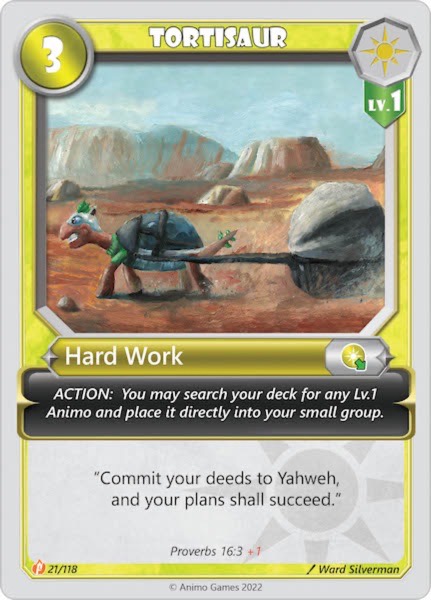 3
TORTISAUR
LV.1
Hard Work
ACTION: You may search your deck for any Lv.1
Animo and place it directly into your small group.
"Commit your deeds to Yahweh,
and your plans shall succeed."
Proverbs 16:3 +1
21/118
Ward Silverman
© Animo Games 2022